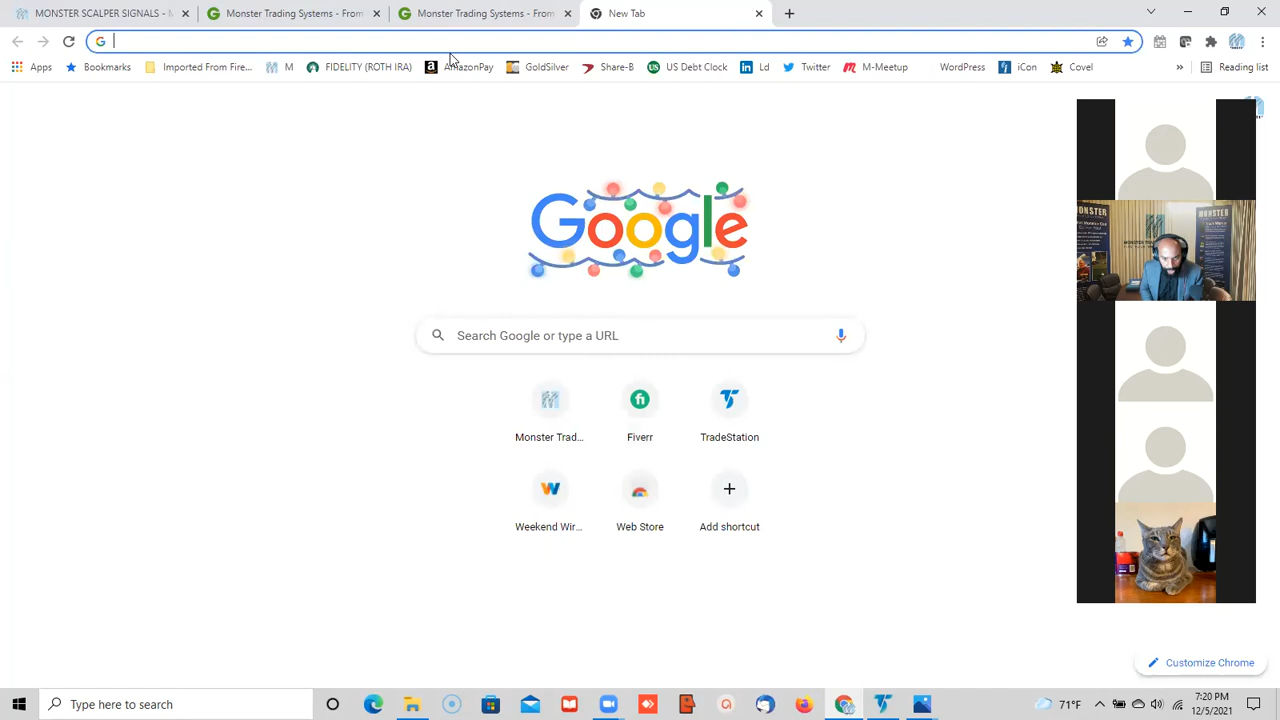 MONSTER SCALPER SIGNALS -
Monster Trading Systems - From
Monster Trading Systems - From
New Tab
Apps
Bookmarks
Imported From Fire...
M
FIDELITY (ROTH IRA)
AmazonPay
GoldSilver
Share-B
US Debt Clock
Ld
Twitter
M-Meetup
WordPress
iCon
Covel
»
Reading list
Google
Search Google or type a URL
Monster Trad...
Fiverr
TradeStation
Weekend Wir...
Web Store
Add shortcut
MONSTER
MONSTER
Customize Chrome
Type here to search
71°F
7:20 PM
12/5/2021